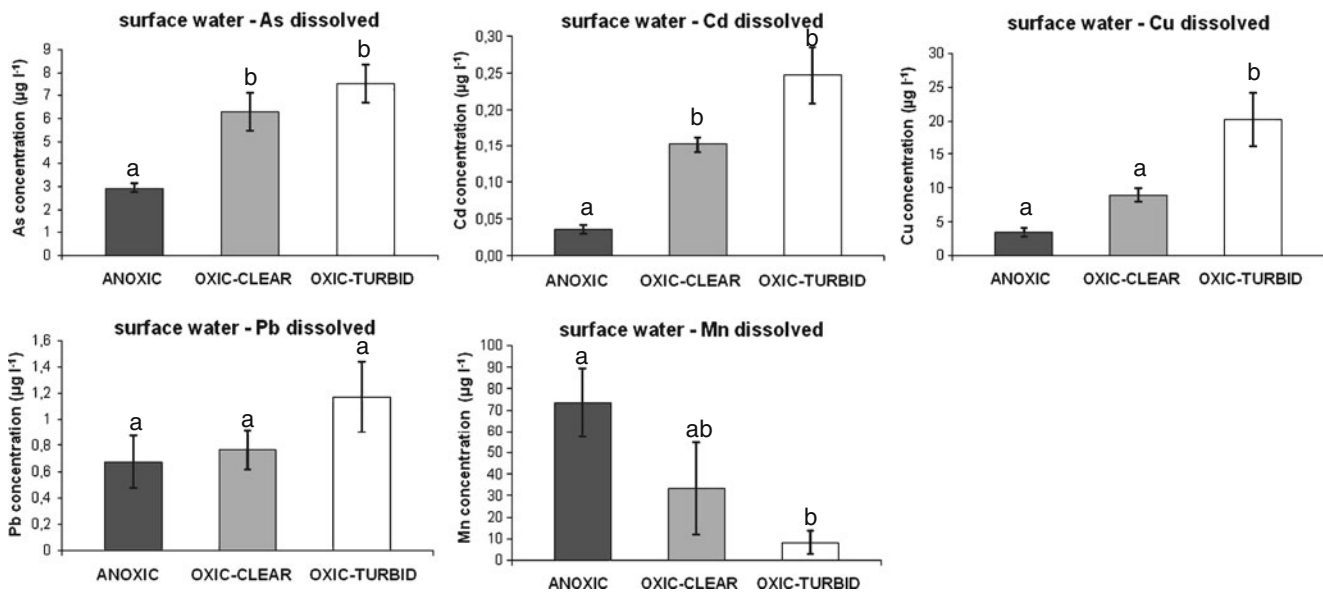 surface water - As dissolved
As concentration (µg l⁻¹)
9
8
7
6
5
4
3
2
1
0
a
b
b
ANOXIC OXIC-CLEAR OXIC-TURBID
surface water - Cd dissolved
Cd concentration (µg l⁻¹)
0,30
0,25
0,20
0,15
0,10
0,05
0,00
a
b
b
ANOXIC OXIC-CLEAR OXIC-TURBID
surface water - Cu dissolved
Cu concentration (µg l⁻¹)
30
25
20
15
10
5
0
a
a
b
ANOXIC OXIC-CLEAR OXIC-TURBID
surface water - Pb dissolved
Pb concentration (µg l⁻¹)
1,6
1,4
1,2
1
0,8
0,6
0,4
0,2
0
a
a
a
ANOXIC OXIC-CLEAR OXIC-TURBID
surface water - Mn dissolved
Mn concentration (µg l⁻¹)
100
90
80
70
60
50
40
30
20
10
0
a
ab
b
ANOXIC OXIC-CLEAR OXIC-TURBID